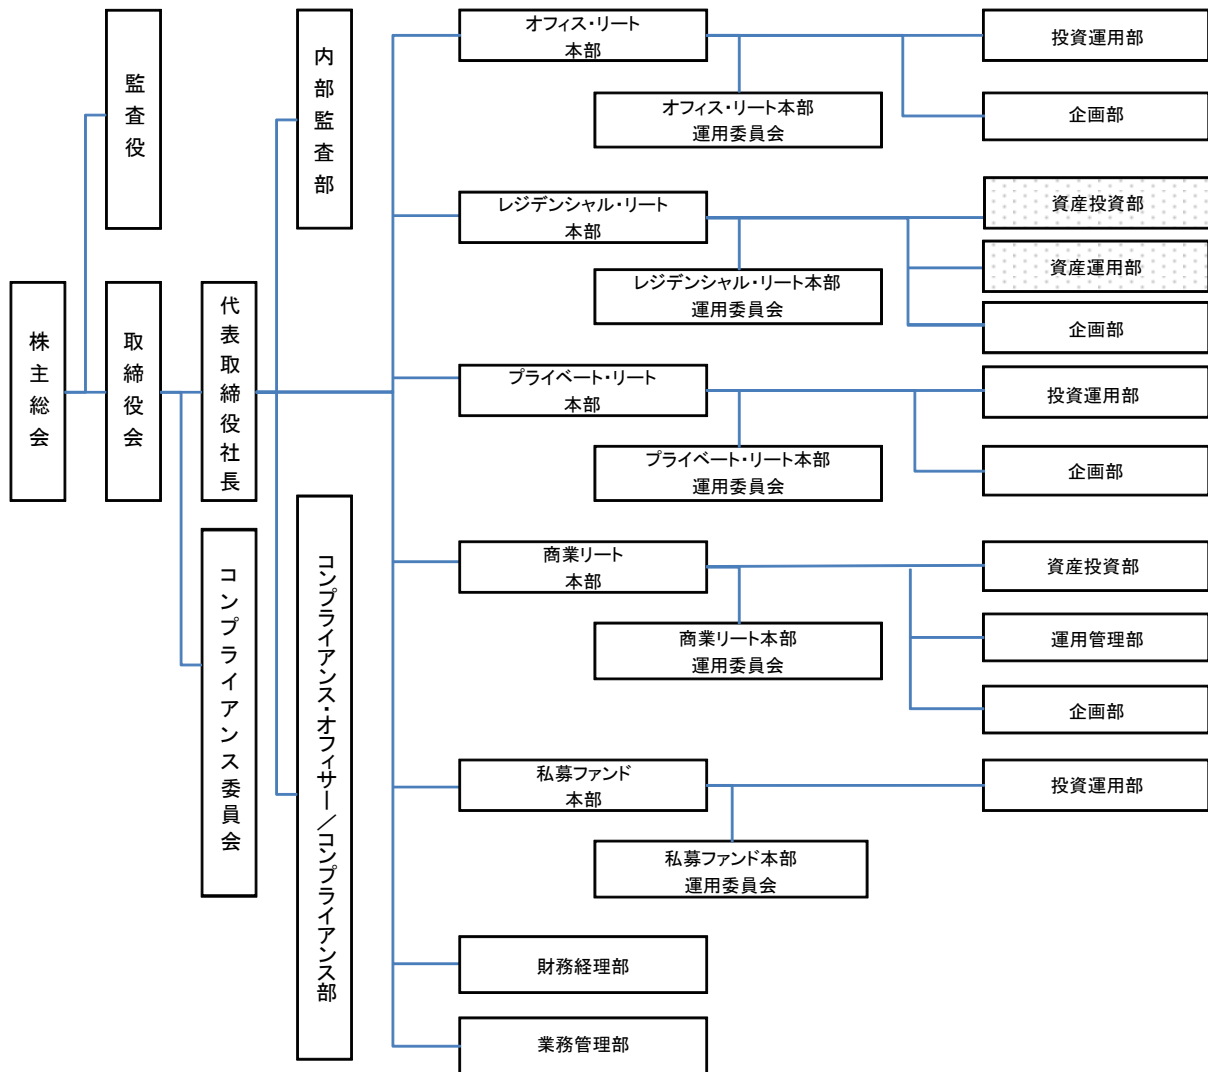 株主総会
監査役
取締役会
代表取締役社長
コンプライアンス委員会
内部監査部
コンプライアンス・オフィサー／コンプライアンス部
オフィス・リート
本部
オフィス・リート本部
運用委員会
投資運用部
企画部
レジデンシャル・リート
本部
レジデンシャル・リート本部
運用委員会
資産投資部
資産運用部
企画部
プライベート・リート
本部
プライベート・リート本部
運用委員会
投資運用部
企画部
商業リート
本部
商業リート本部
運用委員会
資産投資部
運用管理部
企画部
私募ファンド
本部
私募ファンド本部
運用委員会
投資運用部
財務経理部
業務管理部